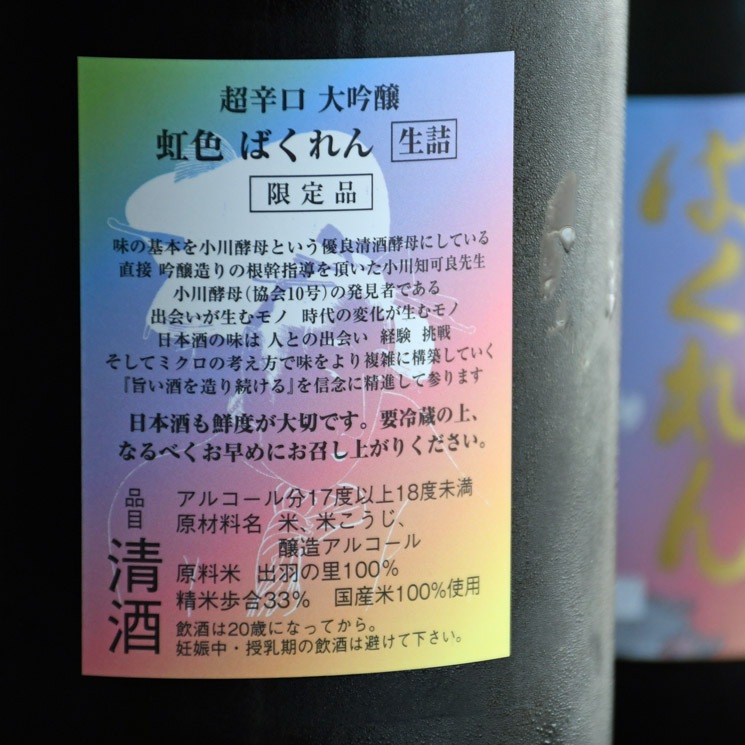 超辛口 大吟醸
虹色 ばくれん 生詰
限定品
味の基本を小川酵母という優良清酒酵母にしている
直接 吟醸造りの根幹指導を頂いた小川知可良先生
小川酵母(協会10号)の発見者である
出会いが生むモノ 時代の変化が生むモノ
日本酒の味は 人との出会い 経験 挑戦
そしてミクロの考え方で味をより複雑に構築していく
『旨い酒を造り続ける』を信念に精進して参ります
日本酒も鮮度が大切です。要冷蔵の上、
なるべくお早めにお召し上がりください。
品目 清酒
アルコール分17度以上18度未満
原材料名 米、米こうじ、
醸造アルコール
原料米 出羽の里100%
精米歩合33% 国産米100%使用
飲酒は20歳になってから。
妊娠中・授乳期の飲酒は避けて下さい。
ばくれん